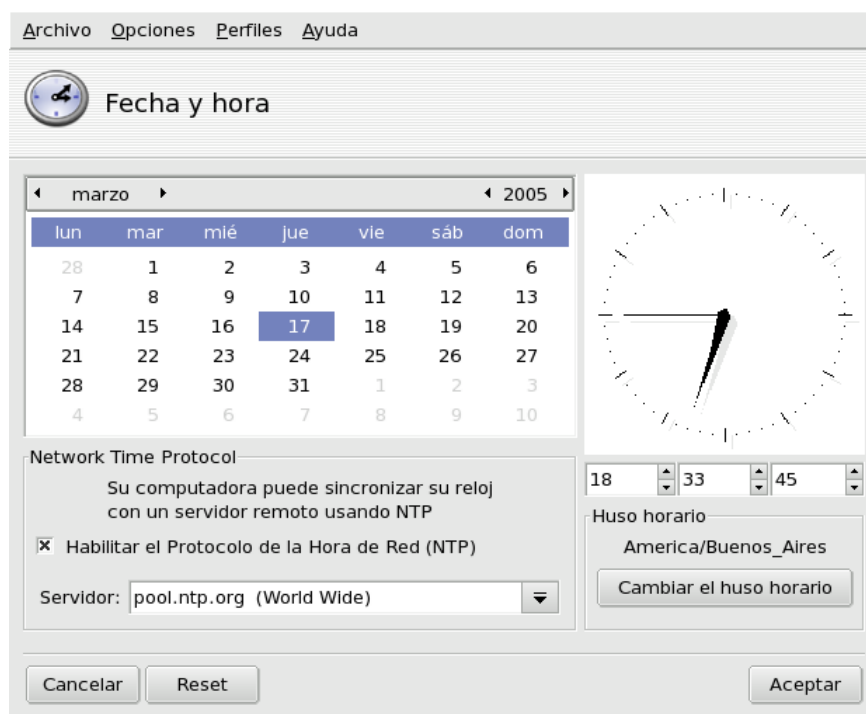 Archivo Opciones Perfiles Ayuda
Fecha y hora
marzo 2005
lun mar mié jue vie sáb dom
28 1 2 3 4 5 6
7 8 9 10 11 12 13
14 15 16 17 18 19 20
21 22 23 24 25 26 27
28 29 30 31 1 2 3
4 5 6 7 8 9 10
Network Time Protocol
Su computadora puede sincronizar su reloj
con un servidor remoto usando NTP
Habilitar el Protocolo de la Hora de Red (NTP)
Servidor: pool.ntp.org (World Wide)
18 33 45
Huso horario
America/Buenos_Aires
Cambiar el huso horario
Cancelar Reset Aceptar